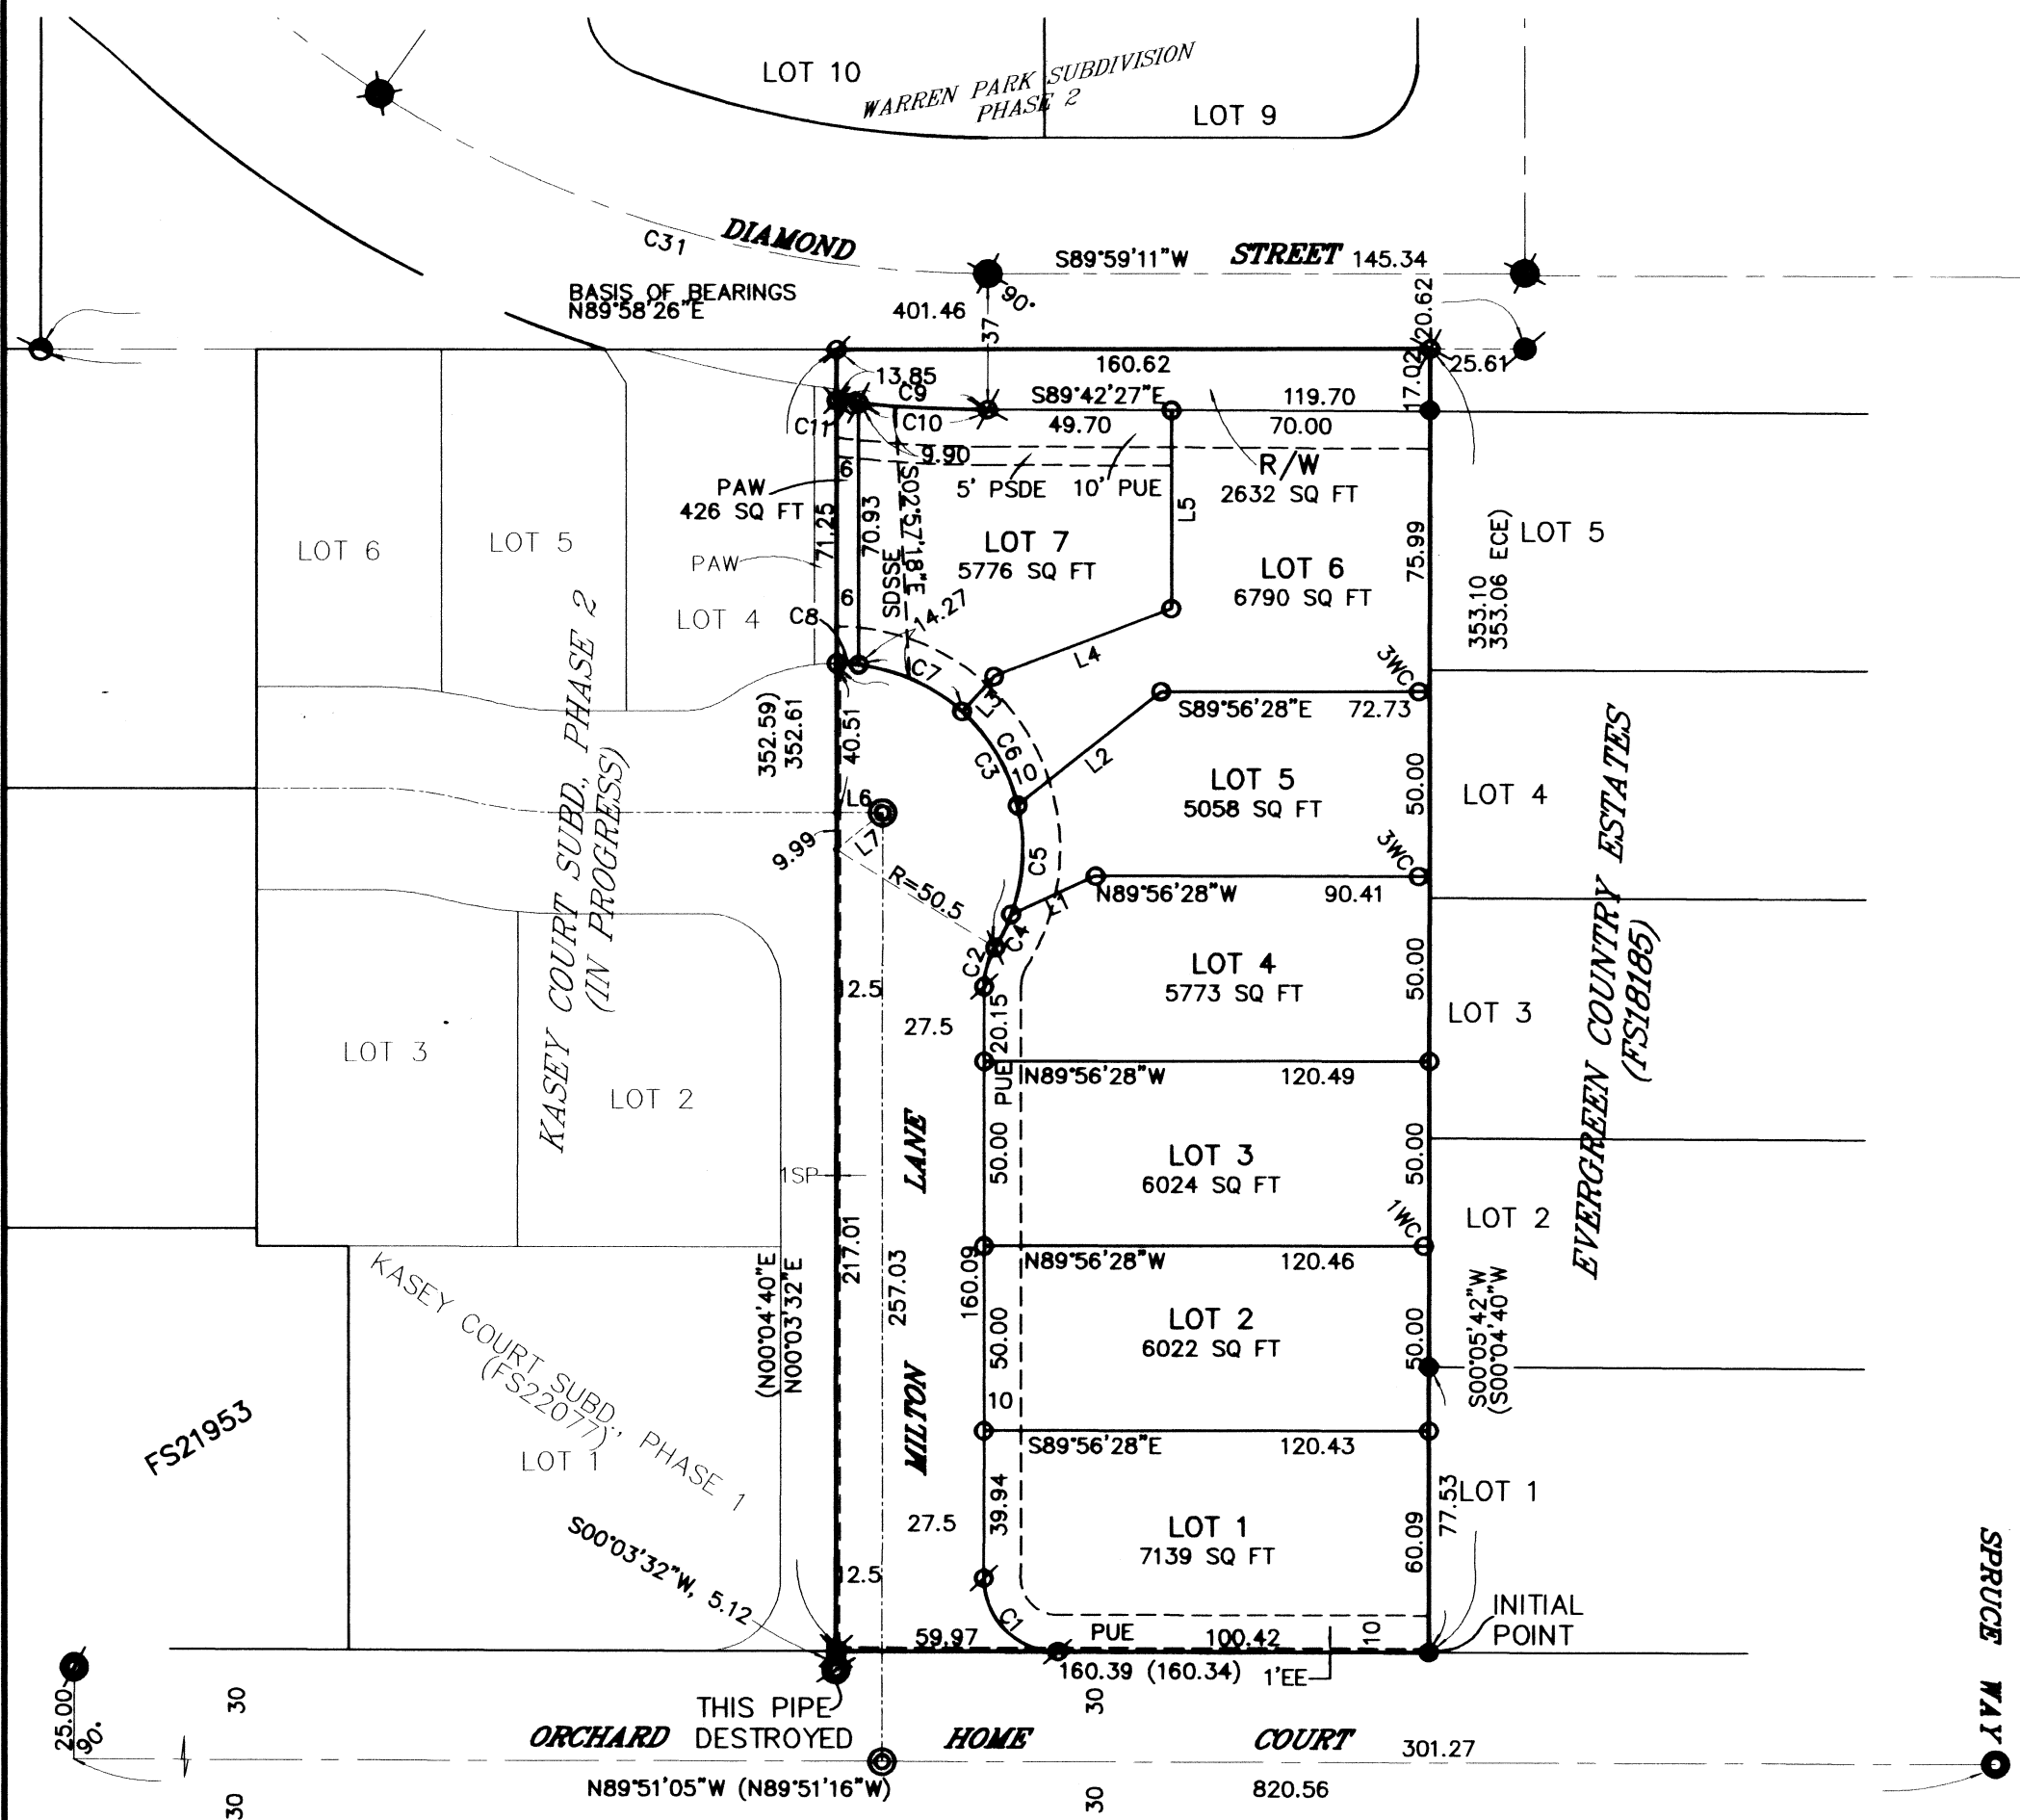 LOT 10
WARREN PARK SUBDIVISION
PHASE 2
LOT 9
C31
DIAMOND
STREET
S89°59'11"W
145.34
BASIS OF BEARINGS
N89°58'26"E
401.46
90°
37
20.62
160.62
17.02
25.61
13.85
C9
S89°42'27"E
119.70
C11
C10
49.70
70.00
9.90
6
PAW
426 SQ FT
71.25
70.93
S02°57'18"E
SDSSE
5' PSDE
10' PUE
R/W
2632 SQ FT
L5
LOT 7
5776 SQ FT
LOT 6
6790 SQ FT
75.99
353.10
353.06 ECE)
LOT 5
LOT 6
LOT 5
PAW
LOT 4
6
C8
14.27
C7
L3
L4
3WC
S89°56'28"E
72.73
KASEY COURT SUBD., PHASE 2
(IN PROGRESS)
352.59)
352.61
40.51
C6
C3
10
L2
LOT 5
5058 SQ FT
50.00
LOT 4
L6
L7
9.99
R=50.5
C5
3WC
N89°56'28"W
90.41
L1
C4
C2
LOT 4
5773 SQ FT
50.00
LOT 3
EVERGREEN COUNTRY ESTATES
(FS18185)
2.5
27.5
20.15
PUE
N89°56'28"W
120.49
LOT 3
LOT 2
LANE
50.00
LOT 3
6024 SQ FT
50.00
1SP
1WC
LOT 2
217.01
257.03
160.09
N89°56'28"W
120.46
(N00°04'40"E
N00°03'32"E
KASEY COURT SUBD., PHASE 1
(FS22077)
LOT 1
MILTON
50.00
LOT 2
6022 SQ FT
50.00
S00°05'42"W
(S00°04'40"W
10
S89°56'28"E
120.43
FS21953
S00°03'32"W, 5.12
27.5
39.94
LOT 1
7139 SQ FT
60.09
77.53
LOT 1
2.5
C1
INITIAL
POINT
SPRUCE WAY
59.97
PUE
100.42
10
160.39 (160.34)
1'EE
25.00
90°
30
THIS PIPE
DESTROYED
30
ORCHARD
HOME
COURT
301.27
N89°51'05"W (N89°51'16"W)
820.56
30
30